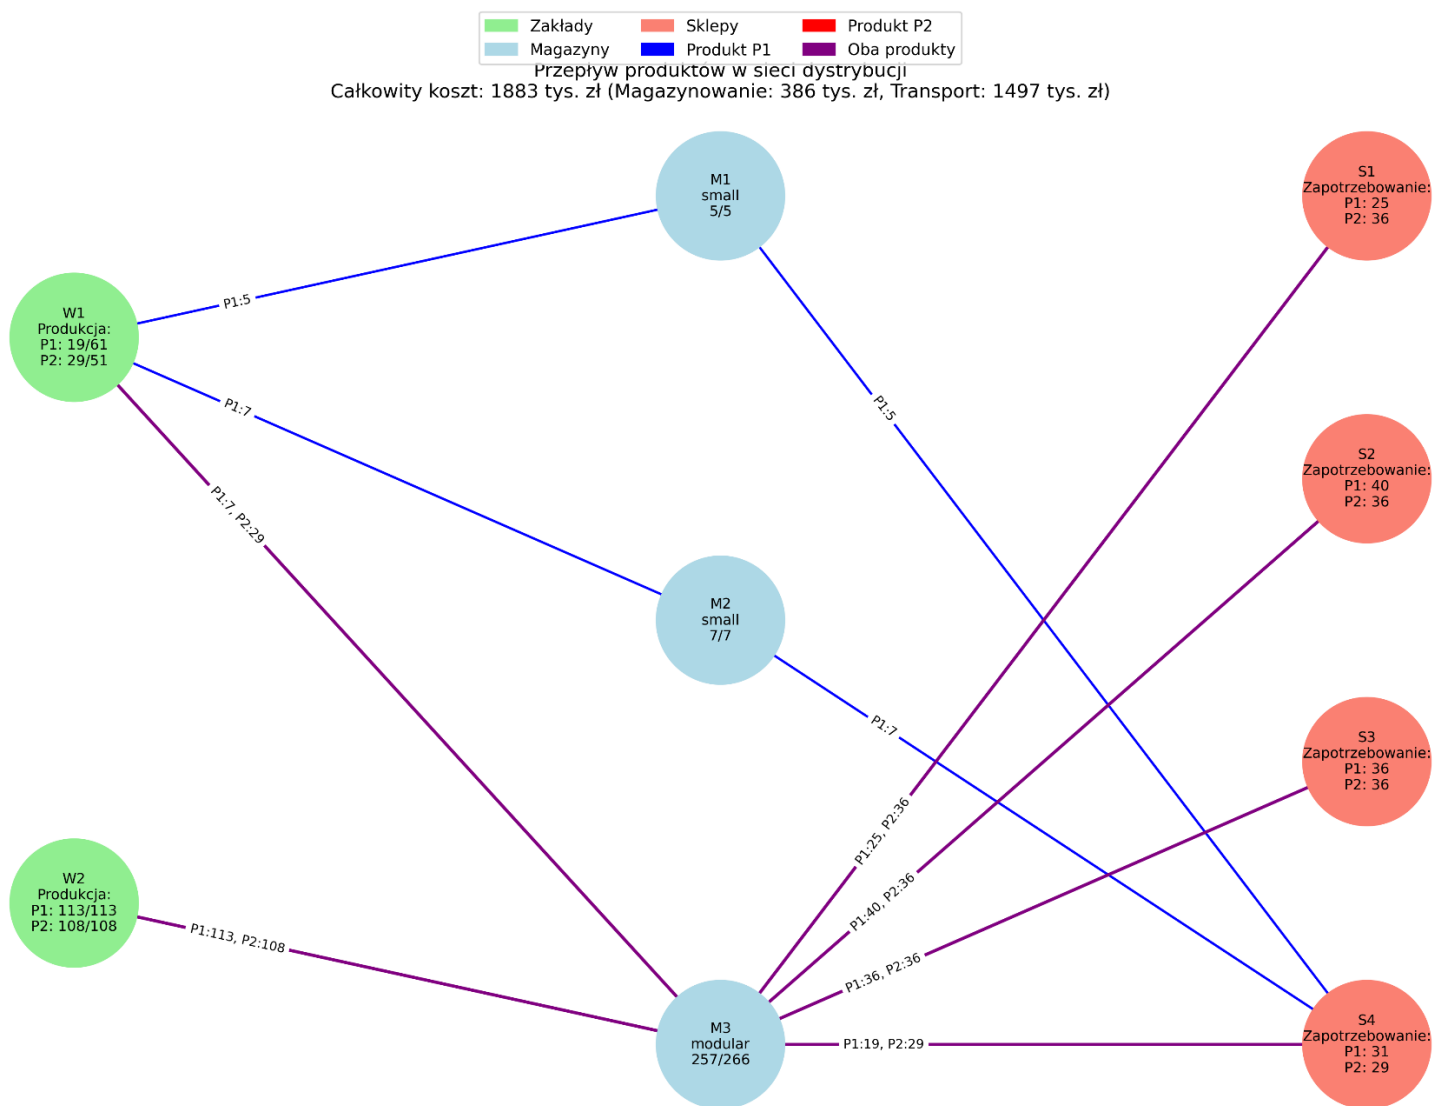 Zakłady
Magazyny
Sklepy
Produkt P1
Produkt P2
Oba produkty
Przepływ produktów w sieci dystrybucji
Całkowity koszt: 1883 tys. zł (Magazynowanie: 386 tys. zł, Transport: 1497 tys. zł)
M1
small
5/5
S1
Zapotrzebowanie:
P1: 25
P2: 36
W1
Produkcja:
P1: 19/61
P2: 29/51
P1:5
P1:7
P1:5
P1:7, P2:29
S2
Zapotrzebowanie:
P1: 40
P2: 36
M2
small
7/7
P1:7
S3
Zapotrzebowanie:
P1: 36
P2: 36
P1:25, P2:36
P1:40, P2:36
W2
Produkcja:
P1: 113/113
P2: 108/108
P1:113, P2:108
P1:36, P2:36
M3
modular
257/266
P1:19, P2:29
S4
Zapotrzebowanie:
P1: 31
P2: 29